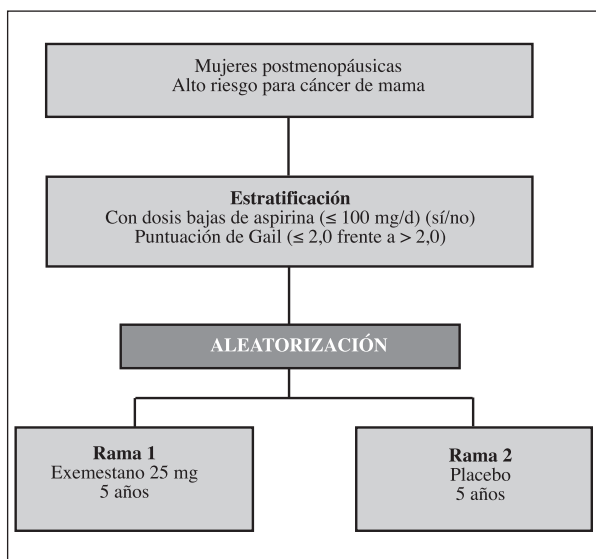 Mujeres postmenopáusicas
Alto riesgo para cáncer de mama
Estratificación
Con dosis bajas de aspirina (≤ 100 mg/d) (sí/no)
Puntuación de Gail (≤ 2,0 frente a > 2,0)
ALEATORIZACIÓN
Rama 1
Exemestano 25 mg
5 años
Rama 2
Placebo
5 años